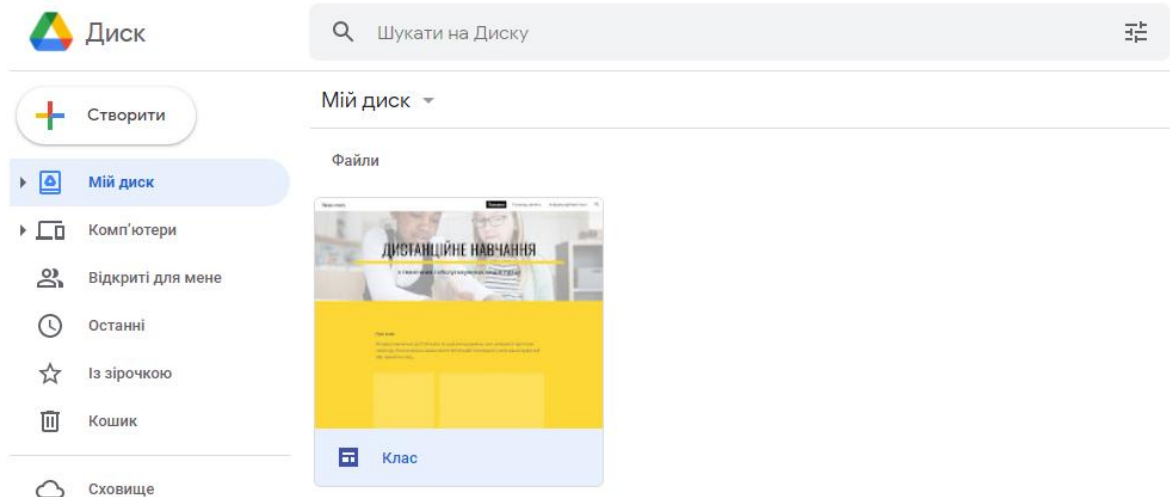 Диск
Шукати на Диску
Створити
Мій диск
Файли
Мій диск
Комп'ютери
Відкриті для мене
Останні
Із зірочкою
Кошик
Сховище
ДИСТАНЦІЙНЕ НАВЧАННЯ
Клас